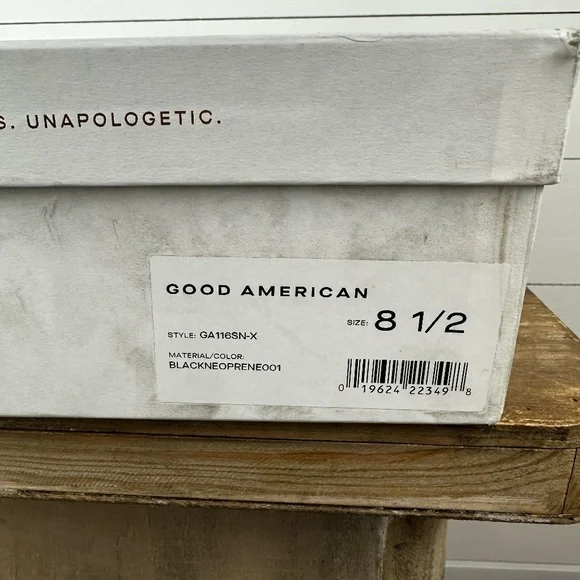 S. UNAPOLOGETIC.
GOOD AMERICAN
SIZE: 8 1/2
STYLE: GA116SN-X
MATERIAL/COLOR:
BLACKNEOPRENE001
0 19624 22349 8